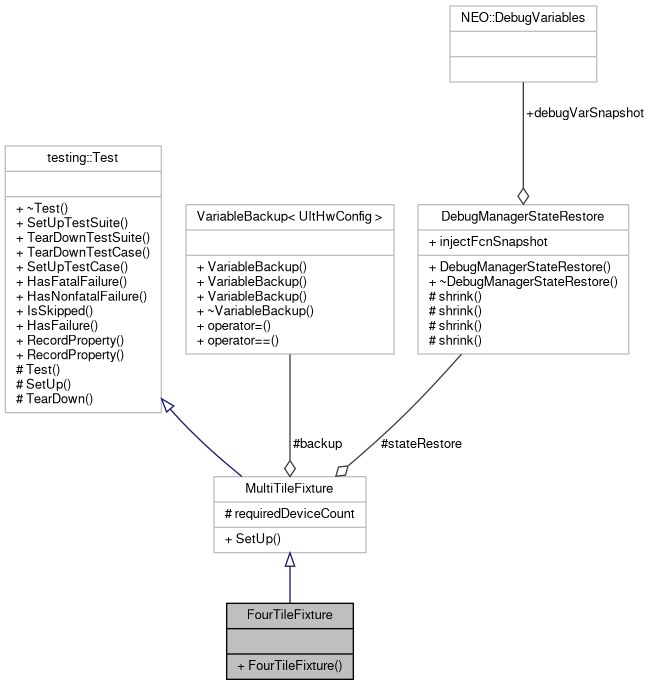 NEO::DebugVariables
+debugVarSnapshot
testing::Test
+ ~Test()
+ SetUpTestSuite()
+ TearDownTestSuite()
+ TearDownTestCase()
+ SetUpTestCase()
+ HasFatalFailure()
+ HasNonfatalFailure()
+ IsSkipped()
+ HasFailure()
+ RecordProperty()
+ RecordProperty()
# Test()
# SetUp()
# TearDown()
VariableBackup< UltHwConfig >
+ VariableBackup()
+ VariableBackup()
+ VariableBackup()
+ ~VariableBackup()
+ operator=()
+ operator==()
DebugManagerStateRestore
+ injectFcnSnapshot
+ DebugManagerStateRestore()
+ ~DebugManagerStateRestore()
# shrink()
# shrink()
# shrink()
# shrink()
#backup
#stateRestore
MultiTileFixture
# requiredDeviceCount
+ SetUp()
FourTileFixture
+ FourTileFixture()